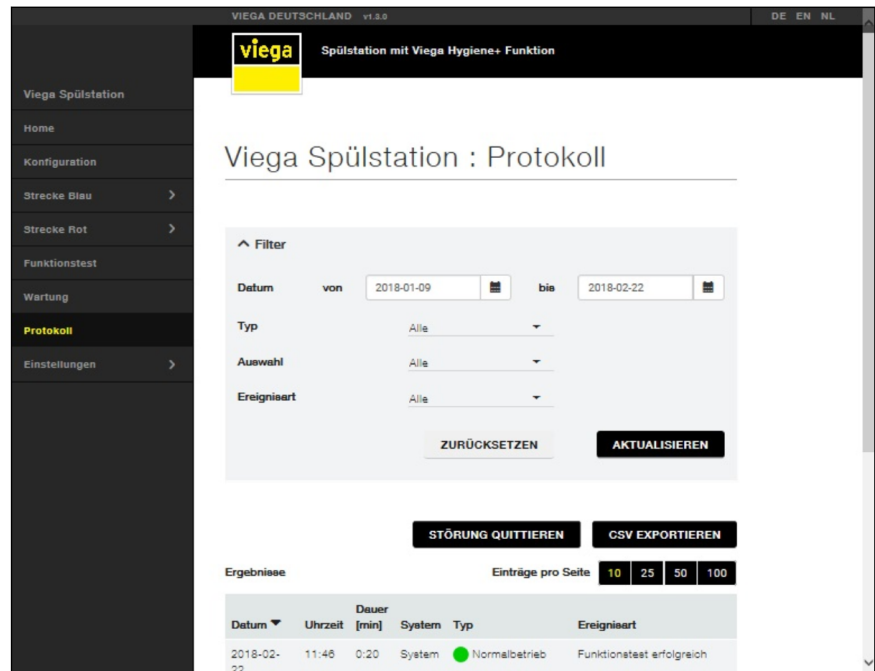 VIEGA DEUTSCHLAND v1.3.0 DE EN NL
viega
Spülstation mit Viega Hygiene+ Funktion
Viega Spülstation
Home
Konfiguration
Strecke Blau
Strecke Rot
Funktionstest
Wartung
Protokoll
Einstellungen
Viega Spülstation : Protokoll
Filter
Datum von 2018-01-09 bis 2018-02-22
Typ Alle
Auswahl Alle
Ereignisart Alle
ZURÜCKSETZEN AKTUALISIEREN
STÖRUNG QUITTIEREN CSV EXPORTIEREN
Ergebnisse Einträge pro Seite 10 25 50 100
Dauer
Datum Uhrzeit [min] System Typ Ereignisart
2018-02- 11:46 0:20 System Normalbetrieb Funktionstest erfolgreich
22